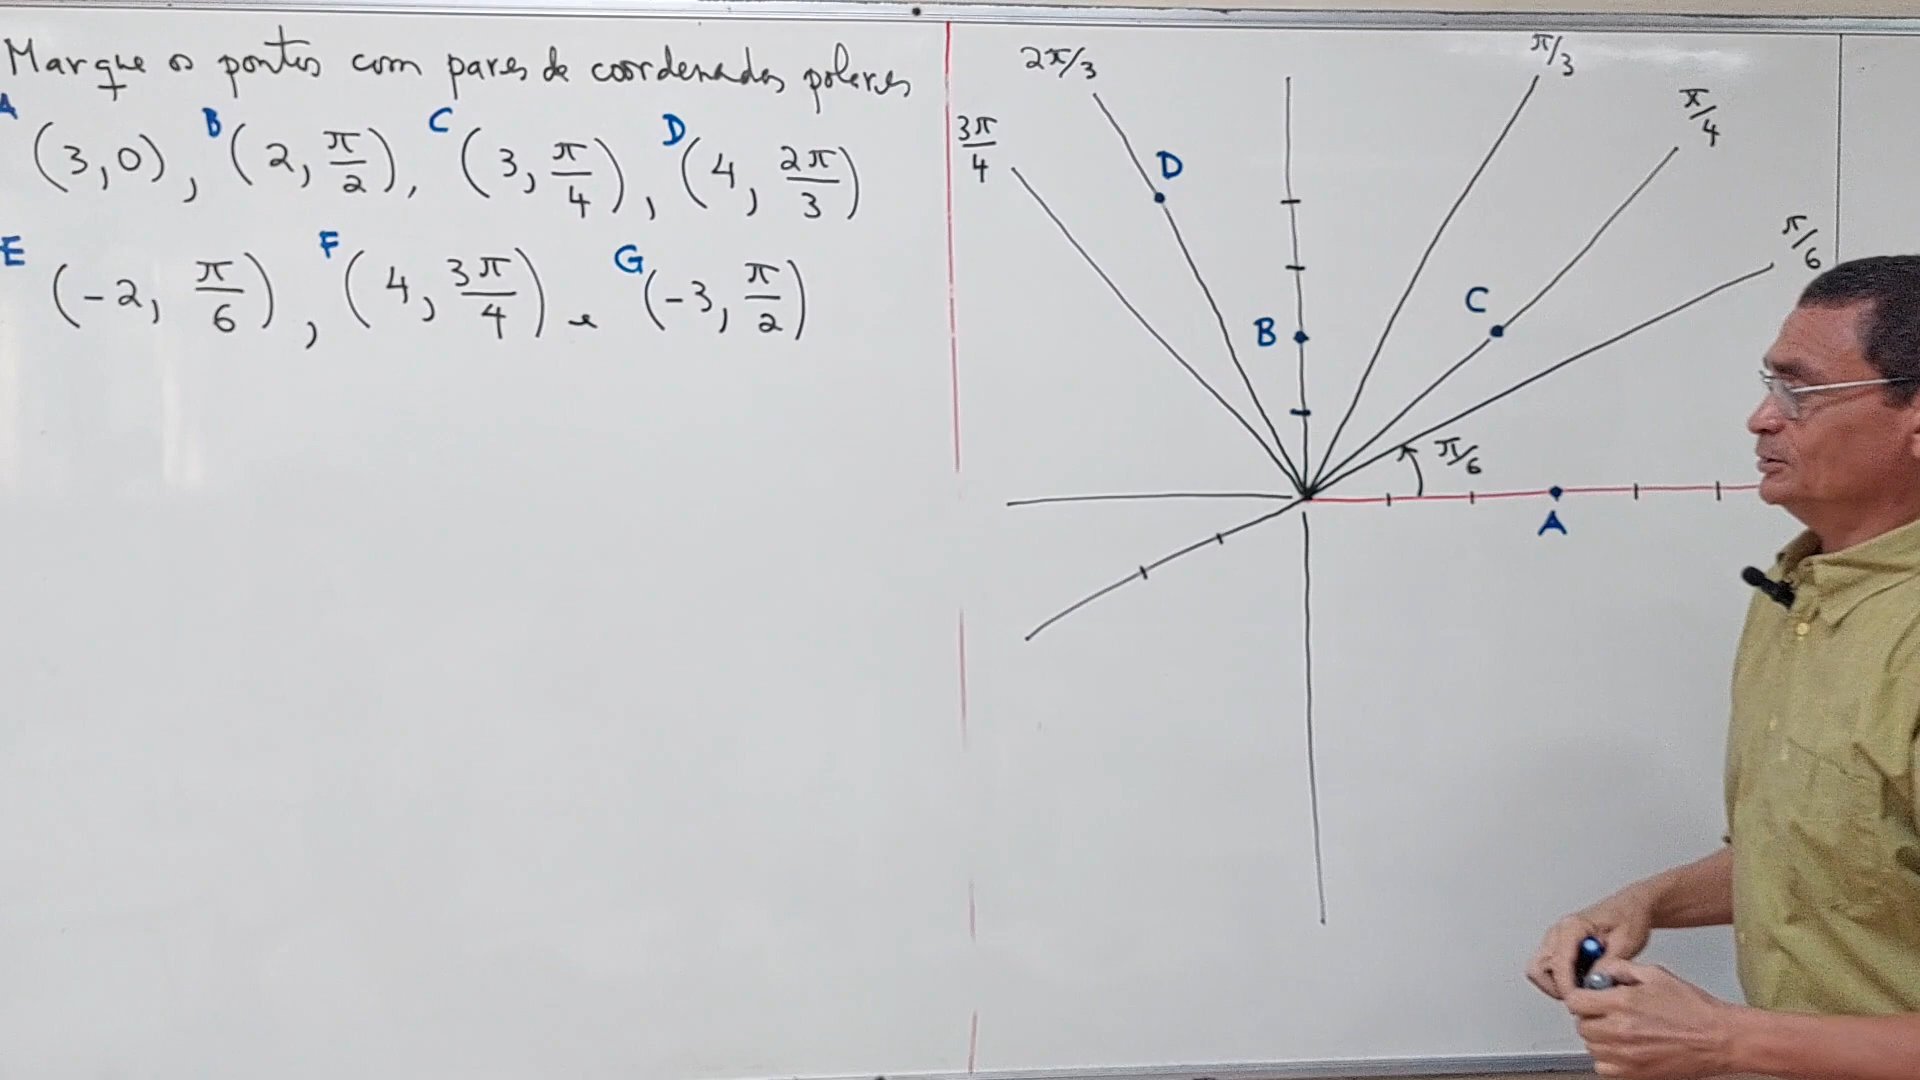 Marque os pontos com pares de coordenadas polares
A (3,0), B (2, π/2), C (3, π/4), D (4, 2π/3)
E (-2, π/6), F (4, 3π/4) e G (-3, π/2)
2π/3
π/3
3π/4
π/4
D
π/6
C
B
π/6
A